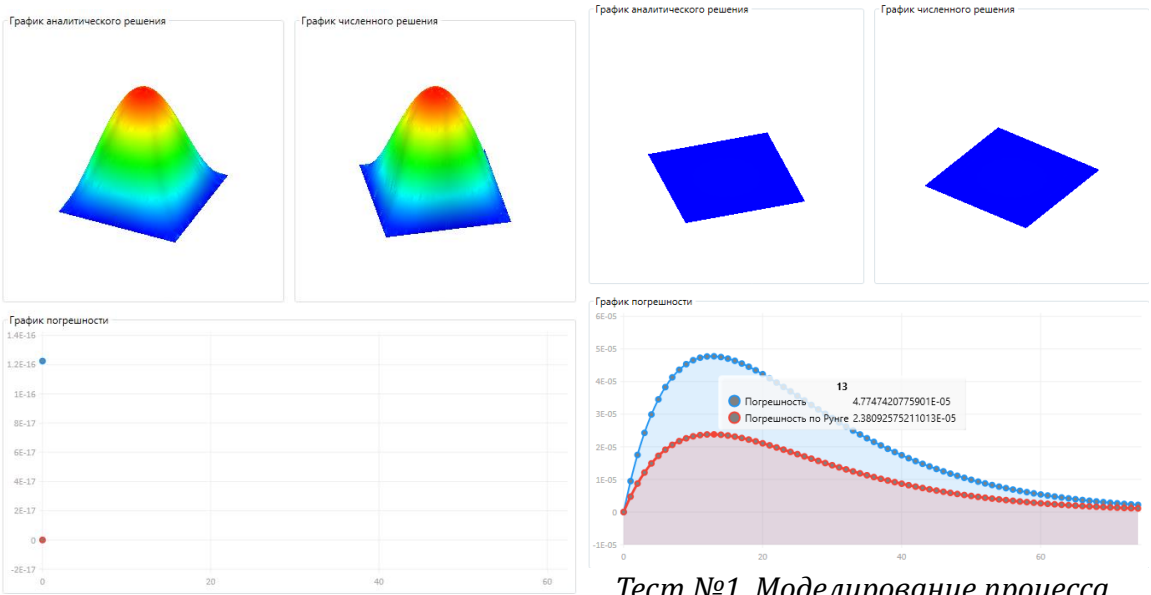 График аналитического решения
График численного решения
График погрешности
1.4E-16
1.2E-16
1E-16
8E-17
6E-17
4E-17
2E-17
0
-2E-17
0
20
40
60
График аналитического решения
График численного решения
График погрешности
6E-05
5E-05
4E-05
3E-05
2E-05
1E-05
0
-1E-05
13
Погрешность 4.7747420775901E-05
Погрешность по Рунге 2.38092575211013E-05
0
20
40
60
Тест №1. Моделирование процесса